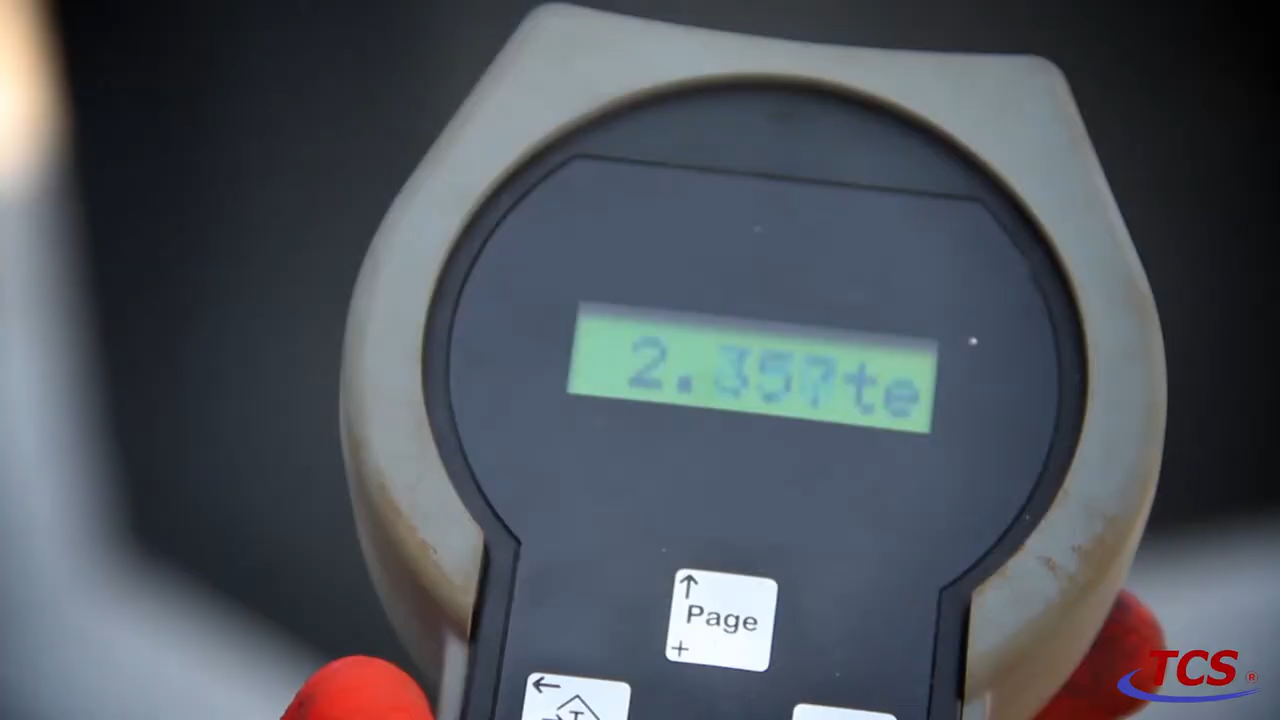 2.357te
↑
Page
+
←
T
TCS ®